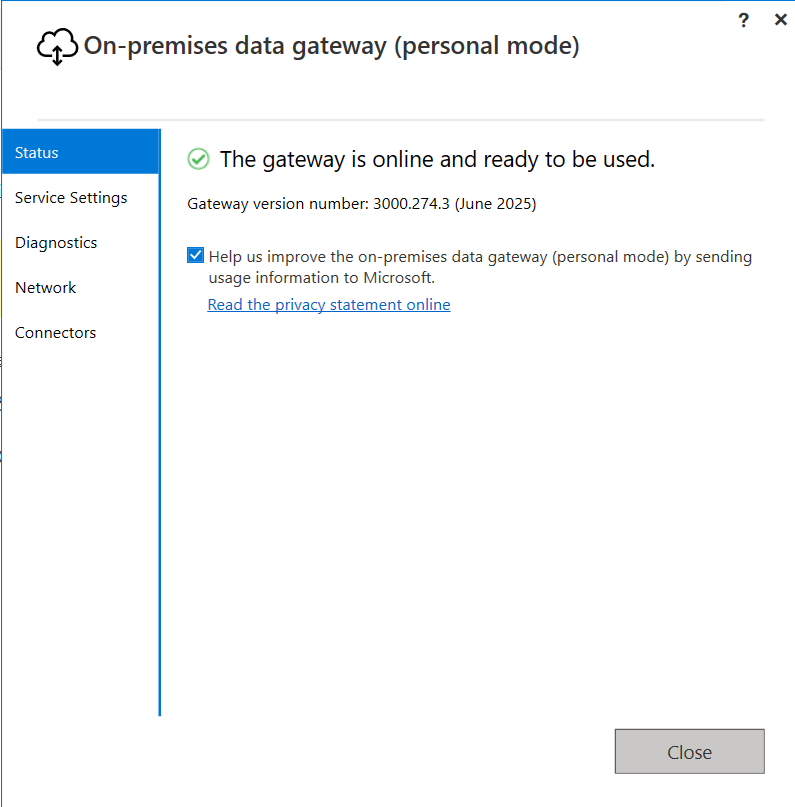 ?
On-premises data gateway (personal mode)
Status
Service Settings
Diagnostics
Network
Connectors
The gateway is online and ready to be used.
Gateway version number: 3000.274.3 (June 2025)
Help us improve the on-premises data gateway (personal mode) by sending
usage information to Microsoft.
Read the privacy statement online
Close